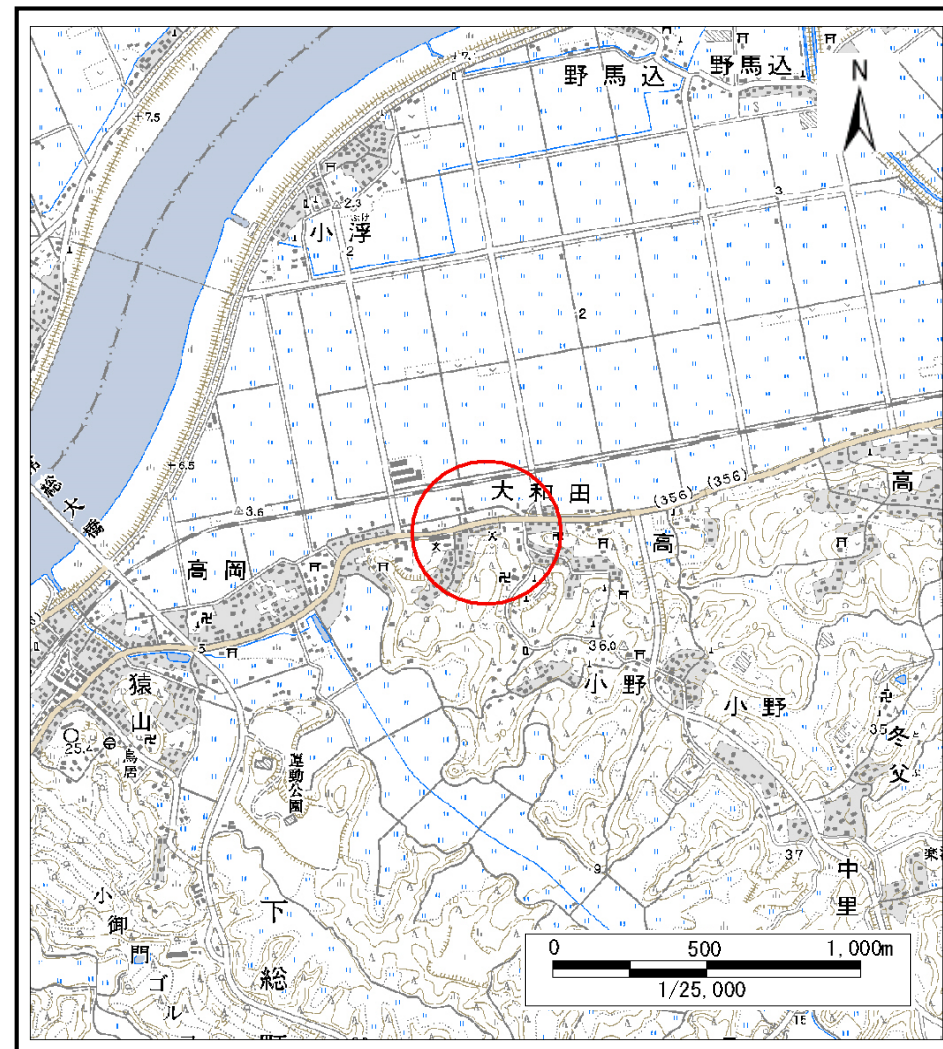 野馬込
野馬込
N
7.5
小浮
ぶけ
2.3
2
3
2
6.5
総大橋
3.6
大和田
(356)
(356)
高
高
高岡
5
猿山
25.4
鳥居
運動公園
36.0
小野
小野
35
冬父
37
中里
9
小御門ゴル
下総
15
0 500 1,000m
1/25,000